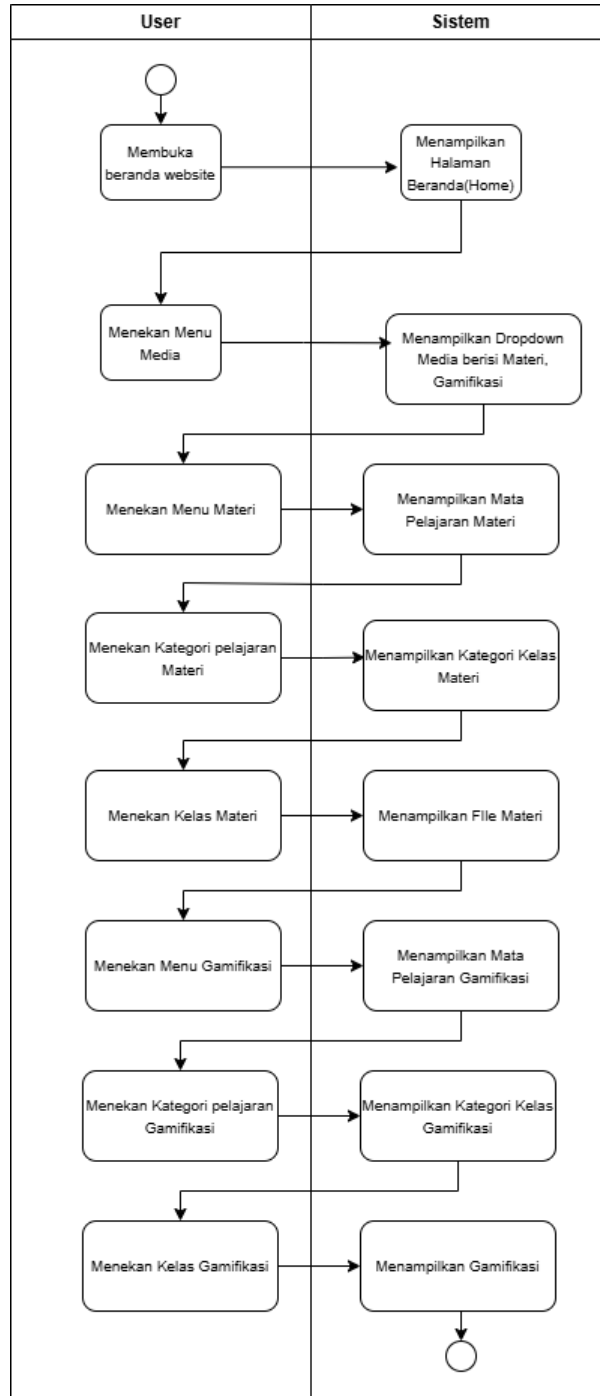 User
Sistem
Membuka
beranda website
Menampilkan
Halaman
Beranda(Home)
Menekan Menu
Media
Menampilkan Dropdown
Media berisi Materi,
Gamifikasi
Menekan Menu Materi
Menampilkan Mata
Pelajaran Materi
Menekan Kategori pelajaran
Materi
Menampilkan Kategori Kelas
Materi
Menekan Kelas Materi
Menampilkan FIle Materi
Menekan Menu Gamifikasi
Menampilkan Mata
Pelajaran Gamifikasi
Menekan Kategori pelajaran
Gamifikasi
Menampilkan Kategori Kelas
Gamifikasi
Menekan Kelas Gamifikasi
Menampilkan Gamifikasi